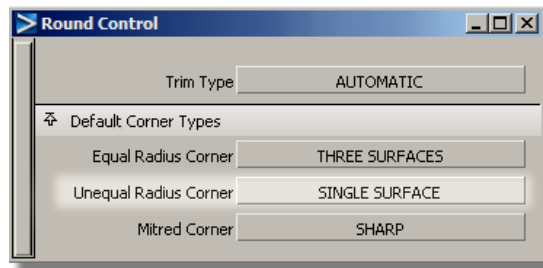 Round Control
Trim Type AUTOMATIC
Default Corner Types
Equal Radius Corner THREE SURFACES
Unequal Radius Corner SINGLE SURFACE
Mitred Corner SHARP